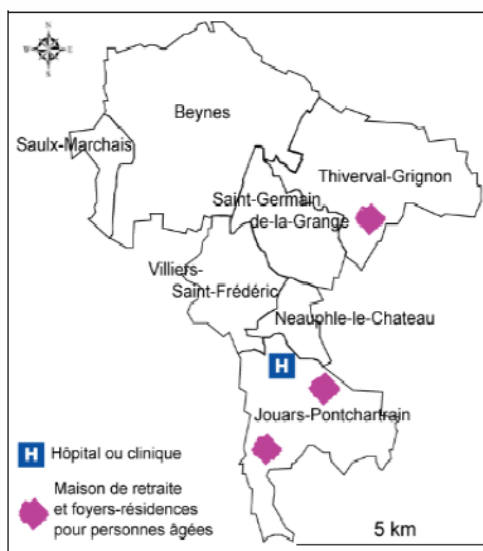 N
W
E
S
Beynes
Saulx-Marchais
Thiverval-Grignon
Saint-Germain
de-la-Grange
Villiers-
Saint-Frédéric
Neauphle-le-Chateau
H
Jouars-Pontchartrain
H Hôpital ou clinique
Maison de retraite
et foyers-résidences
pour personnes âgées
5 km